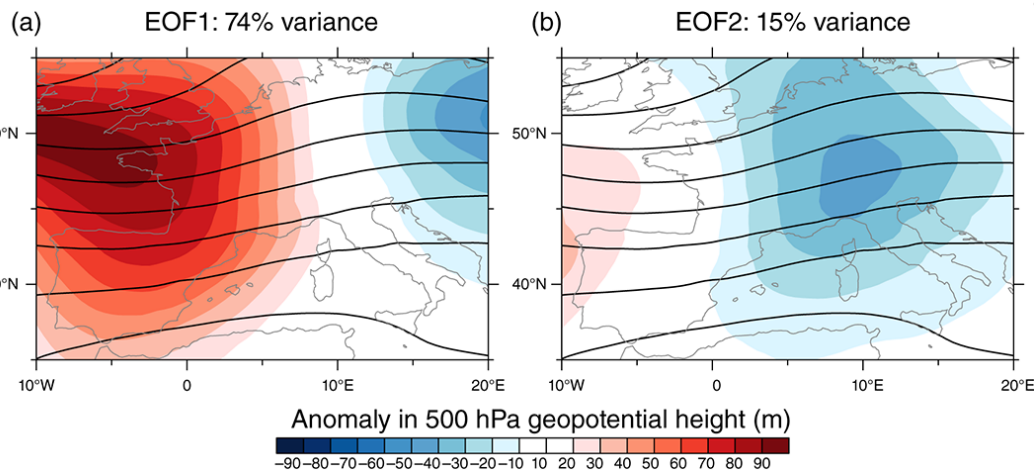 (a) EOF1: 74% variance
(b) EOF2: 15% variance
0°N 50°N
0°N 40°N
10°W 0 10°E 20°E
10°W 0 10°E 20°E
Anomaly in 500 hPa geopotential height (m)
−90 −80 −70 −60 −50 −40 −30 −20 −10 10 20 30 40 50 60 70 80 90